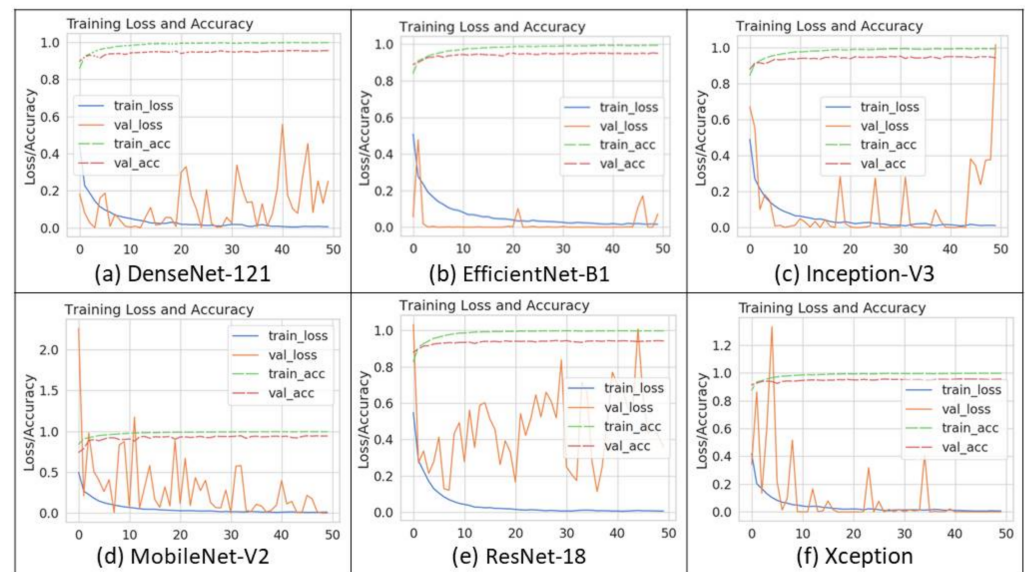 Training Loss and Accuracy
Loss/Accuracy
1.0
0.8
0.6
0.4
0.2
0.0
train_loss
val_loss
train_acc
val_acc
0 10 20 30 40 50
(a) DenseNet-121
Training Loss and Accuracy
1.0
0.8
0.6
0.4
0.2
0.0
train_loss
val_loss
train_acc
val_acc
0 10 20 30 40 50
(b) EfficientNet-B1
Training Loss and Accuracy
Loss/Accuracy
1.0
0.8
0.6
0.4
0.2
0.0
train_loss
val_loss
train_acc
val_acc
0 10 20 30 40 50
(c) Inception-V3
Training Loss and Accuracy
Loss/Accuracy
2.0
1.5
1.0
0.5
0.0
train_loss
val_loss
train_acc
val_acc
0 10 20 30 40 50
(d) MobileNet-V2
Training Loss and Accuracy
Loss/Accuracy
1.0
0.8
0.6
0.4
0.2
0.0
train_loss
val_loss
train_acc
val_acc
0 10 20 30 40 50
(e) ResNet-18
Training Loss and Accuracy
Loss/Accuracy
1.2
1.0
0.8
0.6
0.4
0.2
0.0
train_loss
val_loss
train_acc
val_acc
0 10 20 30 40 50
(f) Xception